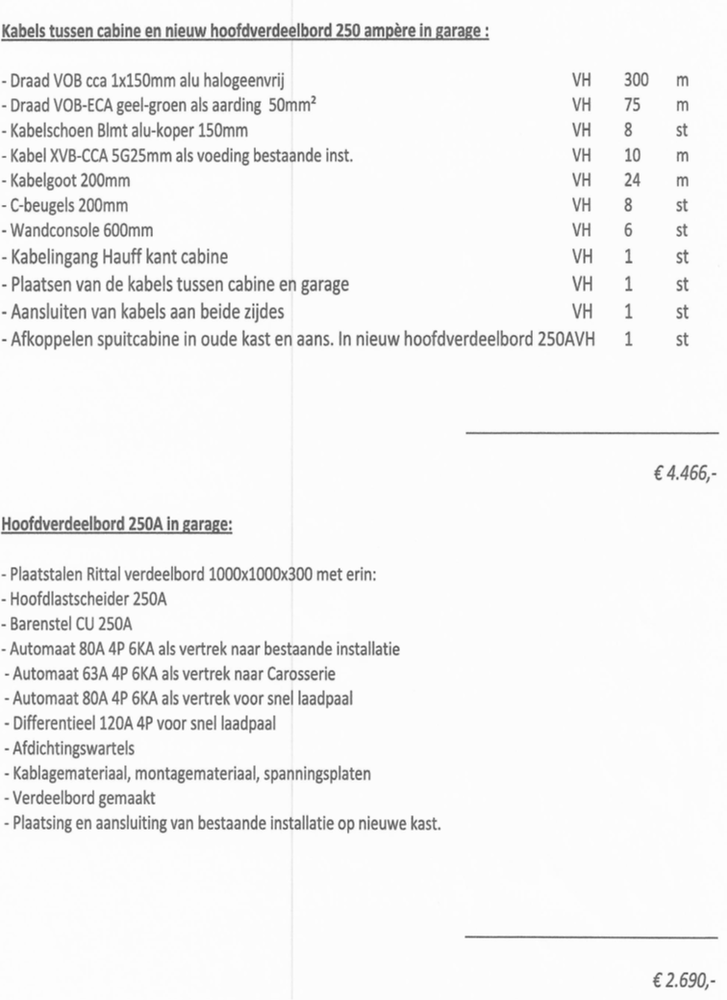 Kabels tussen cabine en nieuw hoofdverdeelbord 250 ampère in garage :
- Draad VOB cca 1x150mm alu halogeenvrij VH 300 m
- Draad VOB-ECA geel-groen als aarding 50mm² VH 75 m
- Kabelschoen Blmt alu-koper 150mm VH 8 st
- Kabel XVB-CCA 5G25mm als voeding bestaande inst. VH 10 m
- Kabelgoot 200mm VH 24 m
- C-beugels 200mm VH 8 st
- Wandconsole 600mm VH 6 st
- Kabelingang Hauff kant cabine VH 1 st
- Plaatsen van de kabels tussen cabine en garage VH 1 st
- Aansluiten van kabels aan beide zijdes VH 1 st
- Afkoppelen spuitcabine in oude kast en aans. In nieuw hoofdverdeelbord 250AVH 1 st
€ 4.466,-
Hoofdverdeelbord 250A in garage:
- Plaatstalen Rittal verdeelbord 1000x1000x300 met erin:
- Hoofdlastscheider 250A
- Barenstel CU 250A
- Automaat 80A 4P 6KA als vertrek naar bestaande installatie
- Automaat 63A 4P 6KA als vertrek naar Carosserie
- Automaat 80A 4P 6KA als vertrek voor snel laadpaal
- Differentieel 120A 4P voor snel laadpaal
- Afdichtingswartels
- Kablagemateriaal, montagemateriaal, spanningsplaten
- Verdeelbord gemaakt
- Plaatsing en aansluiting van bestaande installatie op nieuwe kast.
€ 2.690,-